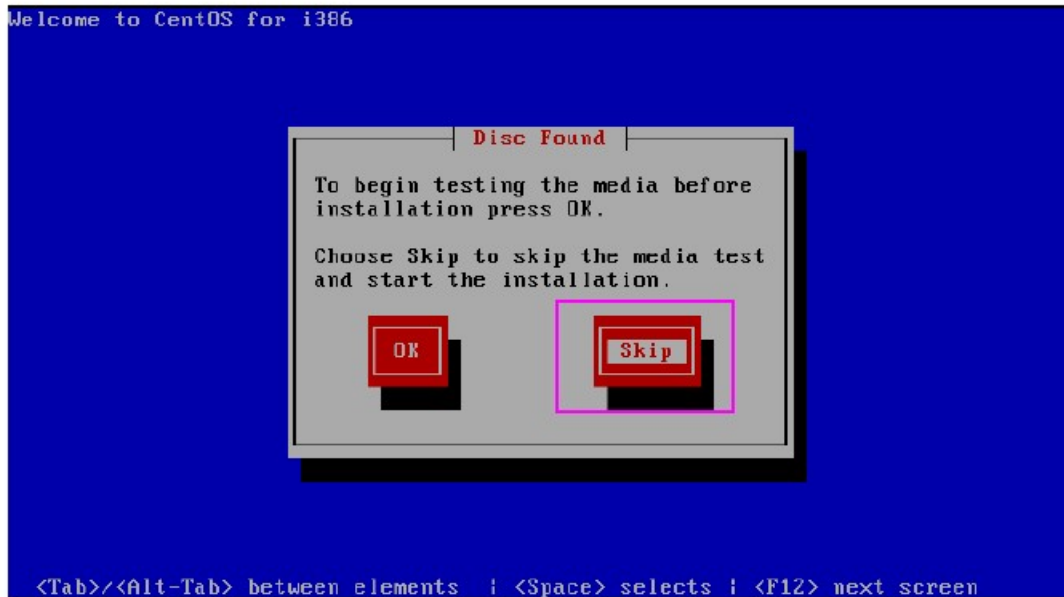 Welcome to CentOS for i386
Disc Found
To begin testing the media before
installation press OK.
Choose Skip to skip the media test
and start the installation.
OK Skip
<Tab>/<Alt-Tab> between elements | <Space> selects | <F12> next screen